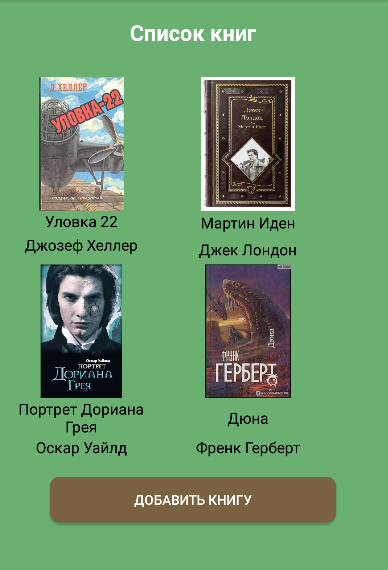 Список книг
Д. ХЕЛЛЕР
УЛОВКА-22
Джек
Лондон
Мартин Иден
Уловка 22
Мартин Иден
Джозеф Хеллер
Джек Лондон
Оскар Уайльд
ПОРТРЕТ
ДОРИАНА
ГРЕЯ
Дюна
ФРЭНК
ГЕРБЕРТ
Портрет Дориана
Грея
Дюна
Оскар Уайлд
Френк Герберт
ДОБАВИТЬ КНИГУ